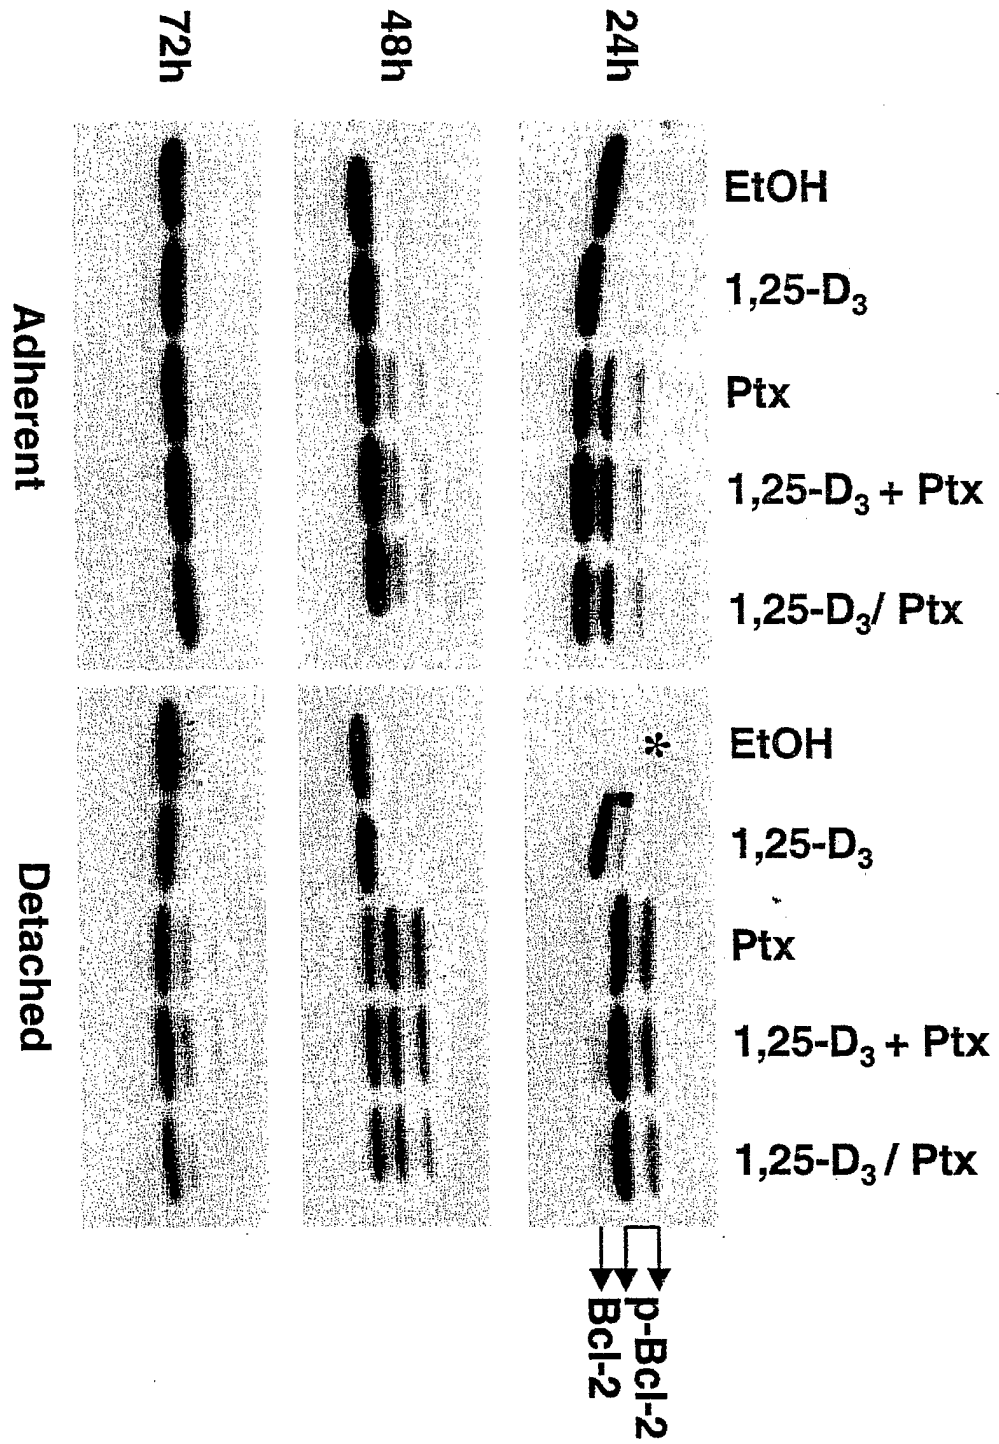 EtOH
1,25-D3
Ptx
1,25-D3 + Ptx
1,25-D3/ Ptx
EtOH
1,25-D3
Ptx
1,25-D3 + Ptx
1,25-D3 / Ptx
24h
*
p-Bcl-2
Bcl-2
48h
72h
Adherent
Detached